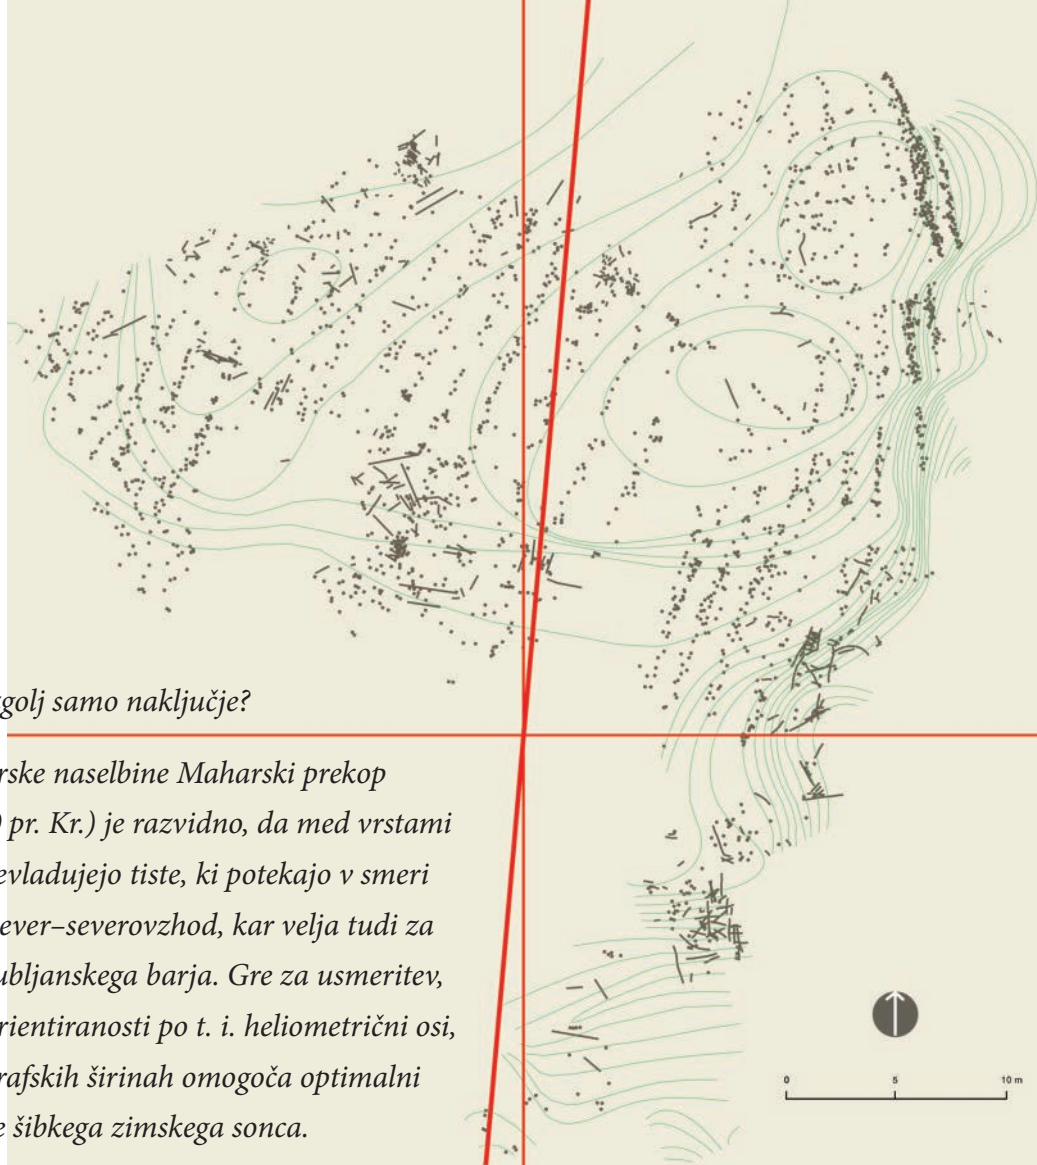 golj samo naključje?
rske naselbine Maharski prekop
pr. Kr.) je razvidno, da med vrstami
evladujejo tiste, ki potekajo v smeri
ever–severovzhod, kar velja tudi za
ubljanskega barja. Gre za usmeritev,
rientiranosti po t. i. heliometrični osi,
rafskih širinah omogoča optimalni
e šibkega zimskega sonca.
0 5 10 m